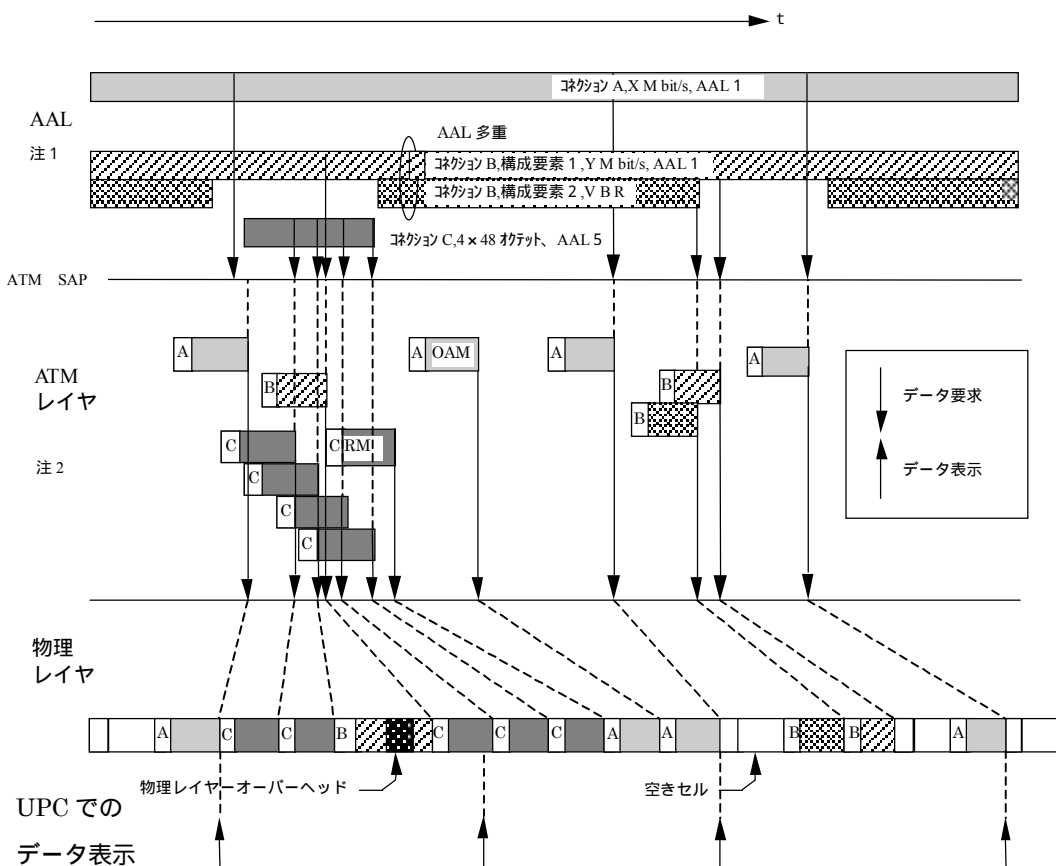 t
コネクション A,X M bit/s, AAL 1
AAL
注 1
AAL 多重
コネクション B,構成要素 1 ,Y M bit/s, AAL 1
コネクション B,構成要素 2 ,V B R
コネクション C,4 × 48 オクテット、AAL 5
ATM SAP
A
A OAM
A
A
ATM
レイヤ
B
B
B
データ要求
C
C RM
注 2
C
C
C
データ表示
物理
レイヤ
A C C B C C C A A B B A
物理レイヤーオーバーヘッド
空きセル
UPC での
データ表示